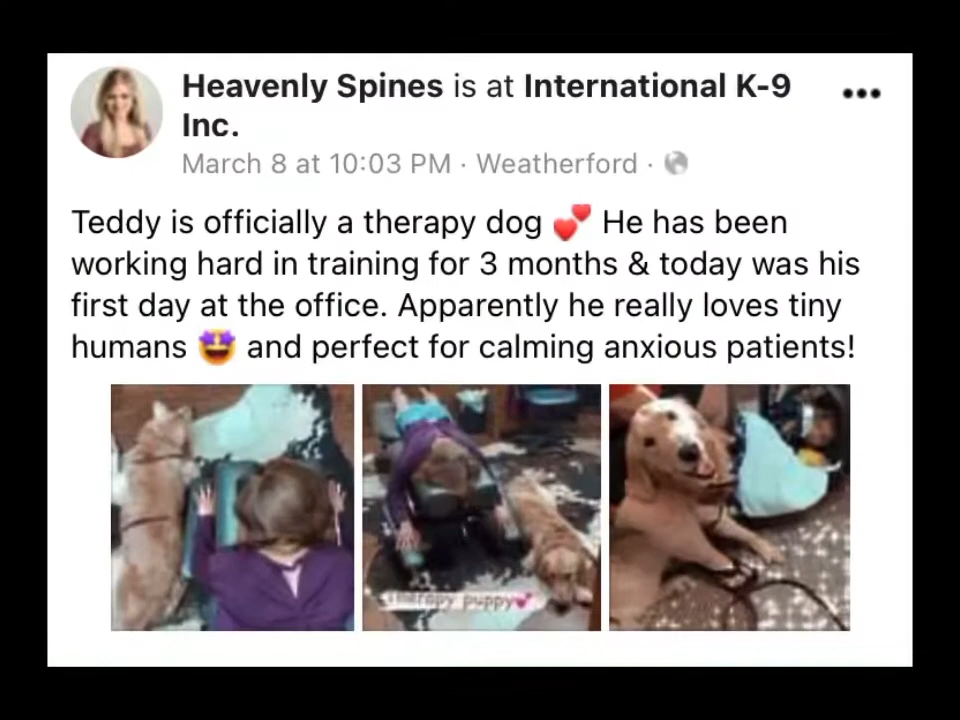 Heavenly Spines is at International K-9
Inc.
March 8 at 10:03 PM · Weatherford ·
Teddy is officially a therapy dog 💕 He has been
working hard in training for 3 months & today was his
first day at the office. Apparently he really loves tiny
humans 🤩 and perfect for calming anxious patients!
therapy puppy💕